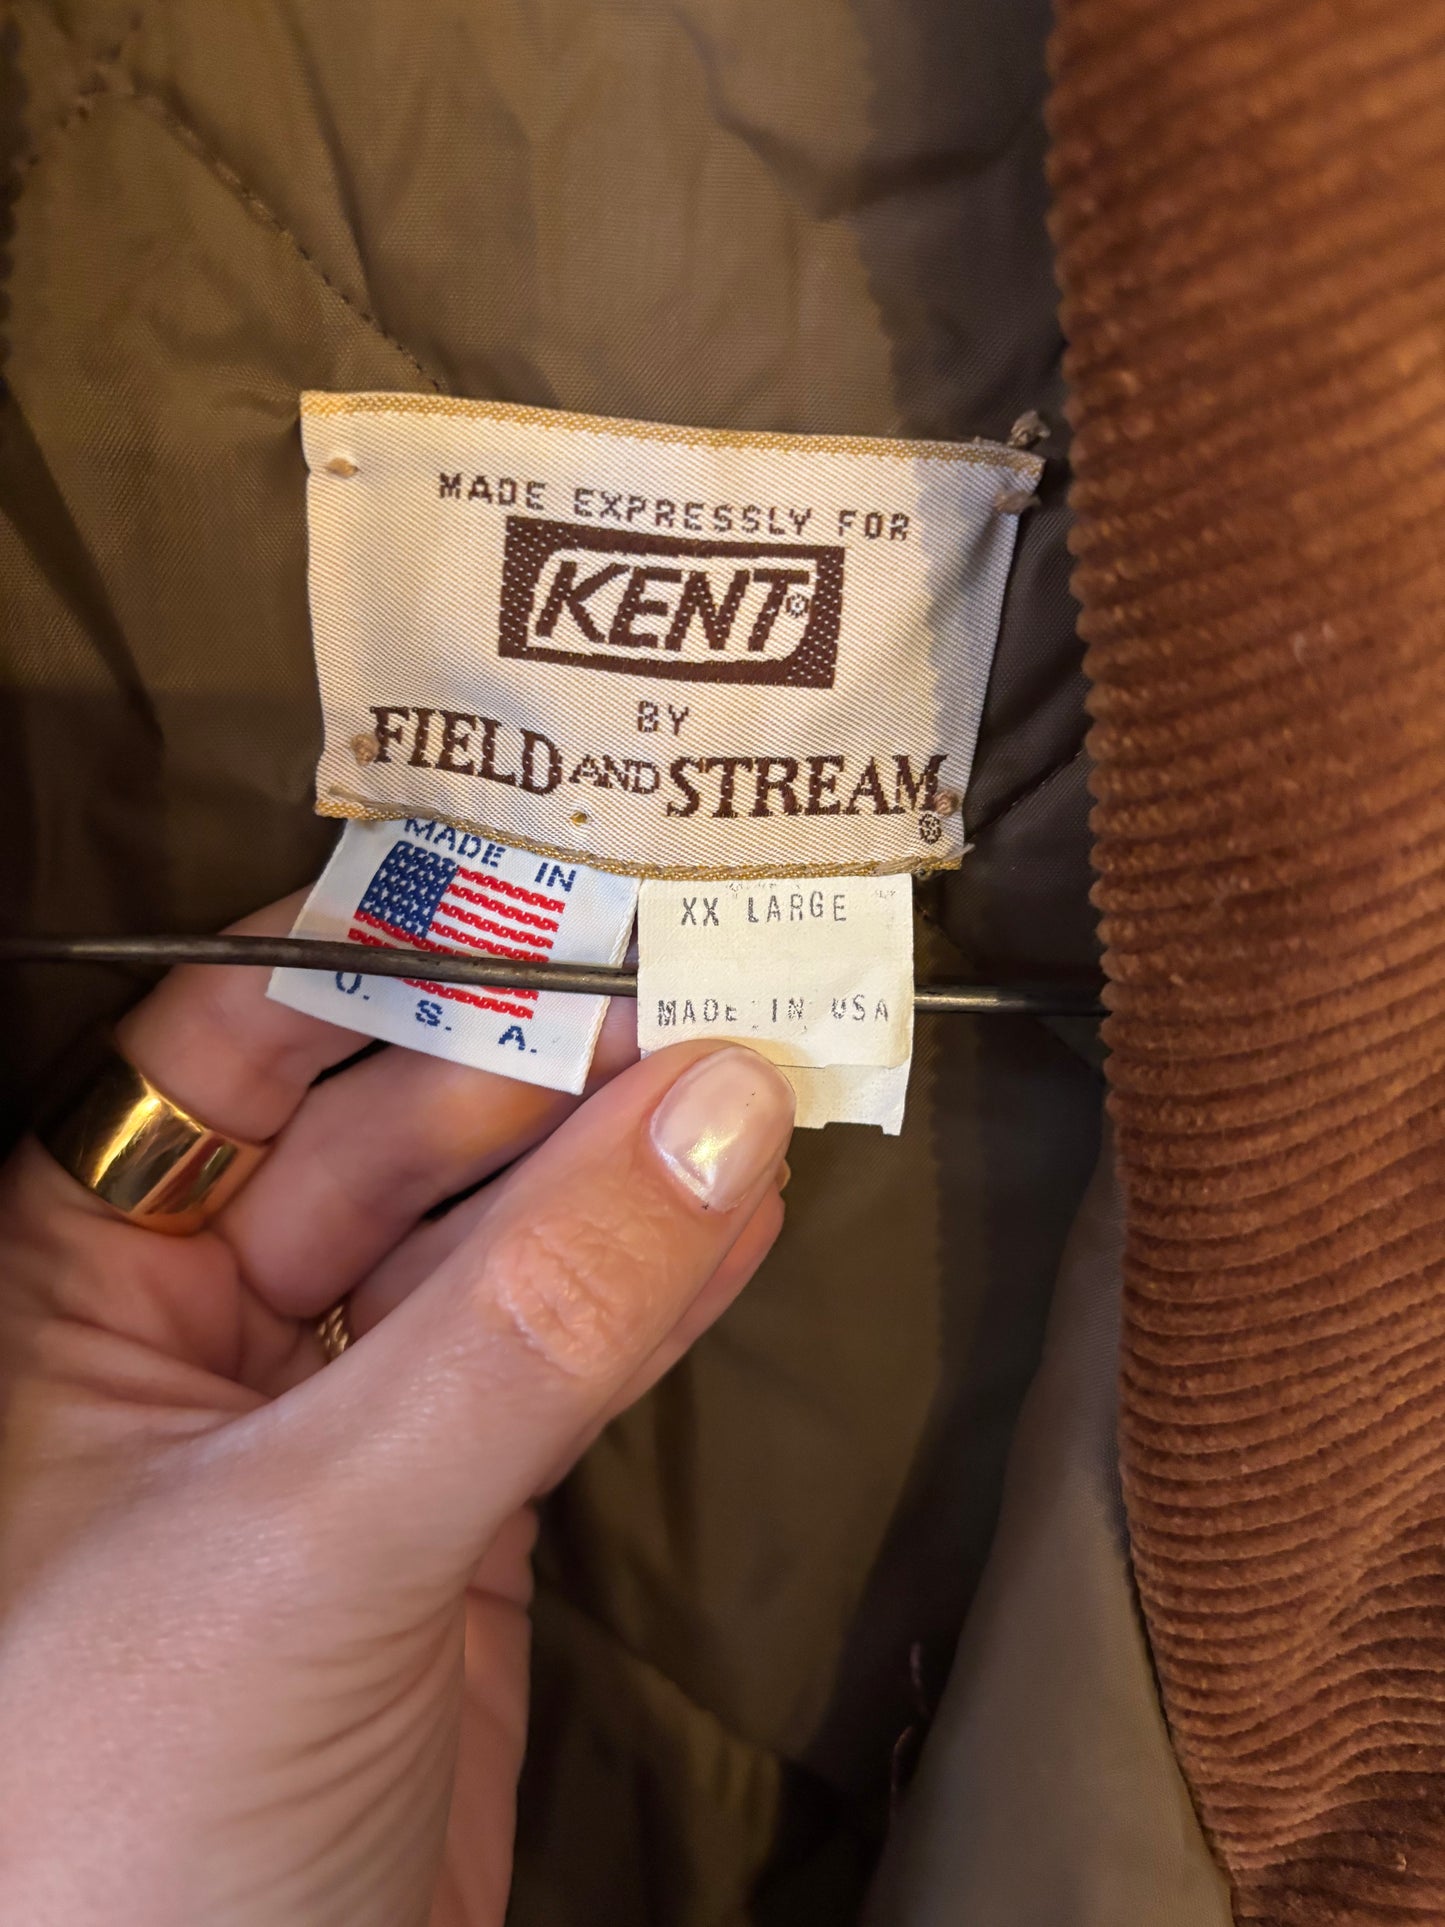 MADE EXPRESSLY FOR
KENT®
BY
FIELD AND STREAM®
MADE IN
U. S. A.
XX LARGE
MADE IN USA